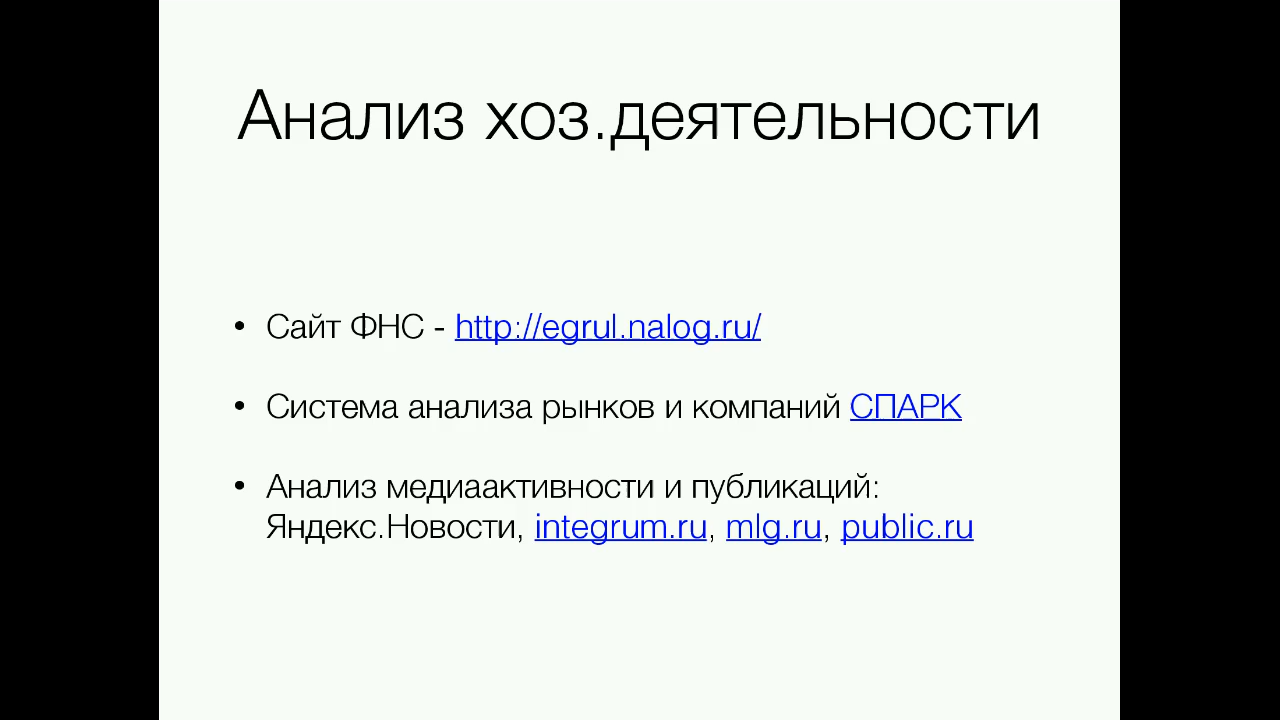 Анализ хоз.деятельности
• Сайт ФНС - http://egrul.nalog.ru/
• Система анализа рынков и компаний СПАРК
• Анализ медиаактивности и публикаций:
Яндекс.Новости, integrum.ru, mlg.ru, public.ru